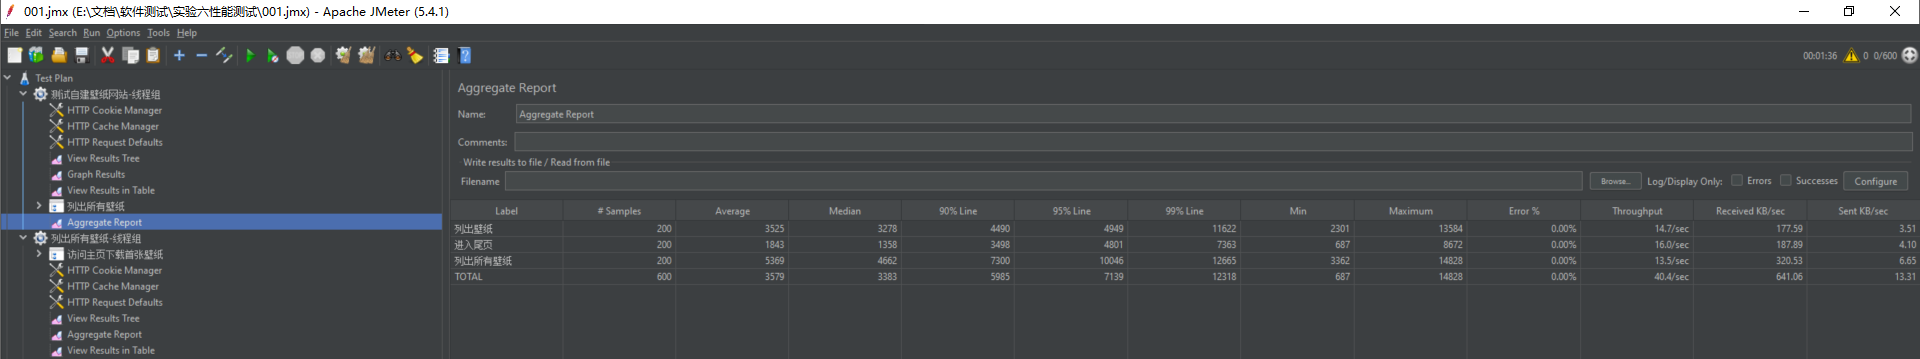 001.jmx (E:\文档\软件测试\实验六性能测试\001.jmx) - Apache JMeter (5.4.1)
File Edit Search Run Options Tools Help
00:01:36 0 0/600
Test Plan
测试自建壁纸网站-线程组
HTTP Cookie Manager
HTTP Cache Manager
HTTP Request Defaults
View Results Tree
Graph Results
View Results in Table
列出所有壁纸
Aggregate Report
列出所有壁纸-线程组
访问主页下载首张壁纸
HTTP Cookie Manager
HTTP Cache Manager
HTTP Request Defaults
View Results Tree
Aggregate Report
View Results in Table
Aggregate Report
Name: Aggregate Report
Comments:
Write results to file / Read from file
Filename Browse... Log/Display Only: Errors Successes Configure
Label # Samples Average Median 90% Line 95% Line 99% Line Min Maximum Error % Throughput Received KB/sec Sent KB/sec
列出壁纸 200 3525 3278 4490 4949 11622 2301 13584 0.00% 14.7/sec 177.59 3.51
进入尾页 200 1843 1358 3498 4801 7363 687 8672 0.00% 16.0/sec 187.89 4.10
列出所有壁纸 200 5369 4662 7300 10046 12665 3362 14828 0.00% 13.5/sec 320.53 6.65
TOTAL 600 3579 3383 5985 7139 12318 687 14828 0.00% 40.4/sec 641.06 13.31